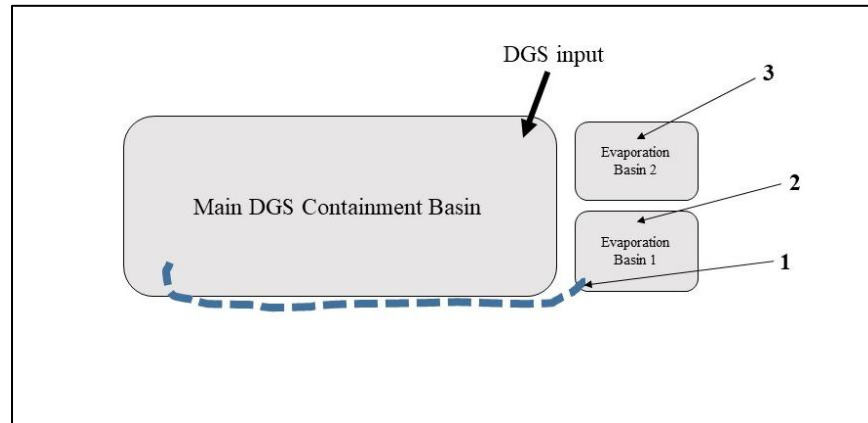 DGS input
3
Evaporation
Basin 2
Main DGS Containment Basin
2
Evaporation
Basin 1
1